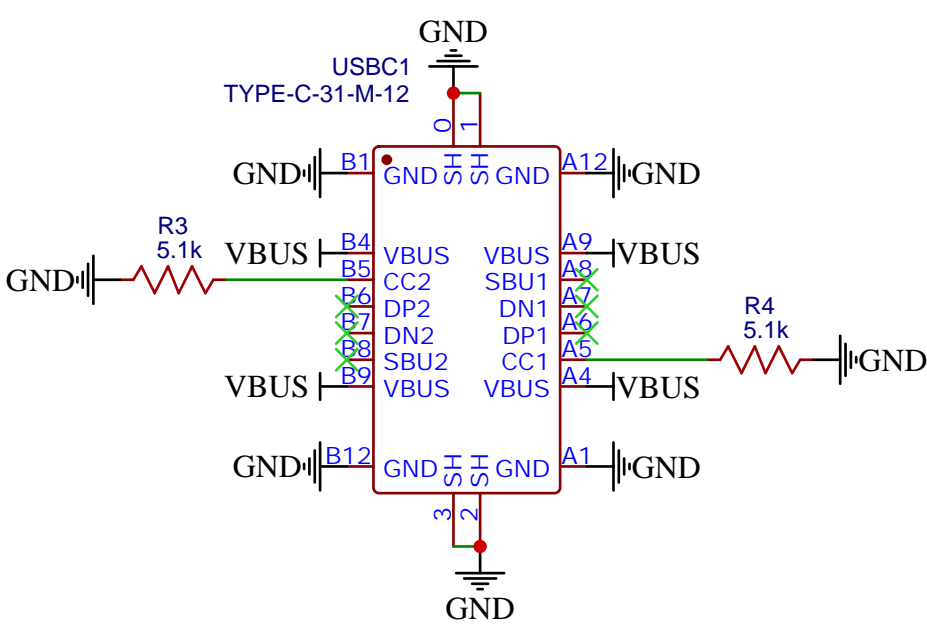 GND
USBC1
TYPE-C-31-M-12
0 1
GND B1 GND SH SH GND A12 GND
R3
5.1k
VBUS B4 VBUS VBUS A9 VBUS
GND B5 CC2 SBU1 A8
B6 DP2 DN1 A7
B7 DN2 DP1 A6
R4
5.1k
B8 SBU2 CC1 A5 GND
VBUS B9 VBUS VBUS A4 VBUS
GND B12 GND SH SH GND A1 GND
3 2
GND